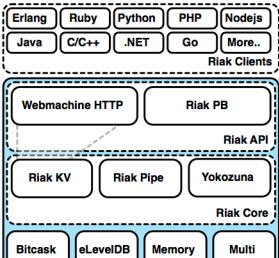 Erlang Ruby Python PHP Nodejs
Java C/C++ .NET Go More..
Riak Clients
Webmachine HTTP Riak PB
Riak API
Riak KV Riak Pipe Yokozuna
Riak Core
Bitcask eLevelDB Memory Multi